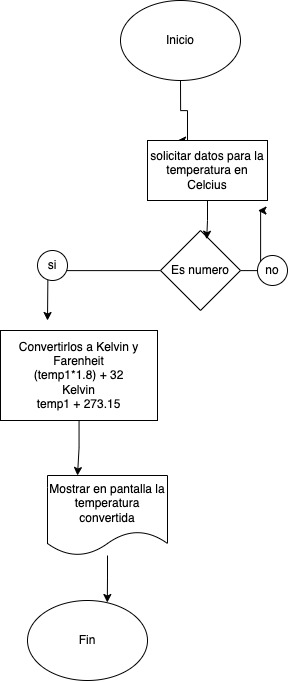 Inicio
solicitar datos para la
temperatura en
Celcius
Es numero
si
no
Convertirlos a Kelvin y
Farenheit
(temp1*1.8) + 32
Kelvin
temp1 + 273.15
Mostrar en pantalla la
temperatura
convertida
Fin